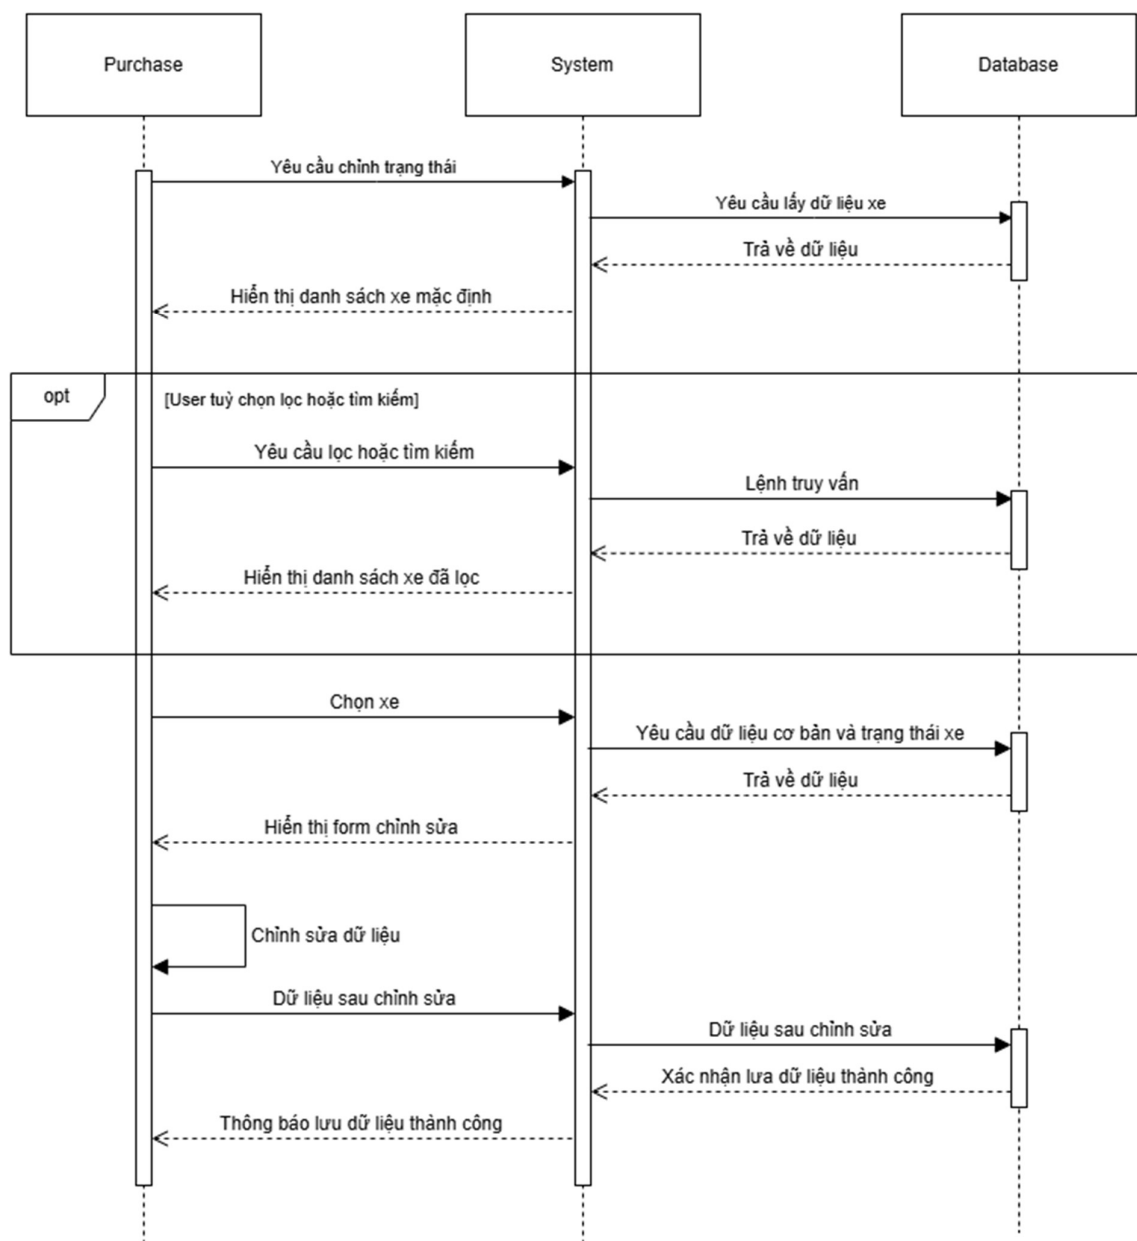 Purchase
System
Database
Yêu cầu chỉnh trạng thái
Yêu cầu lấy dữ liệu xe
Trả về dữ liệu
Hiển thị danh sách xe mặc định
opt
[User tuỳ chọn lọc hoặc tìm kiếm]
Yêu cầu lọc hoặc tìm kiếm
Lệnh truy vấn
Trả về dữ liệu
Hiển thị danh sách xe đã lọc
Chọn xe
Yêu cầu dữ liệu cơ bản và trạng thái xe
Trả về dữ liệu
Hiển thị form chỉnh sửa
Chỉnh sửa dữ liệu
Dữ liệu sau chỉnh sửa
Dữ liệu sau chỉnh sửa
Xác nhận lưa dữ liệu thành công
Thông báo lưu dữ liệu thành công